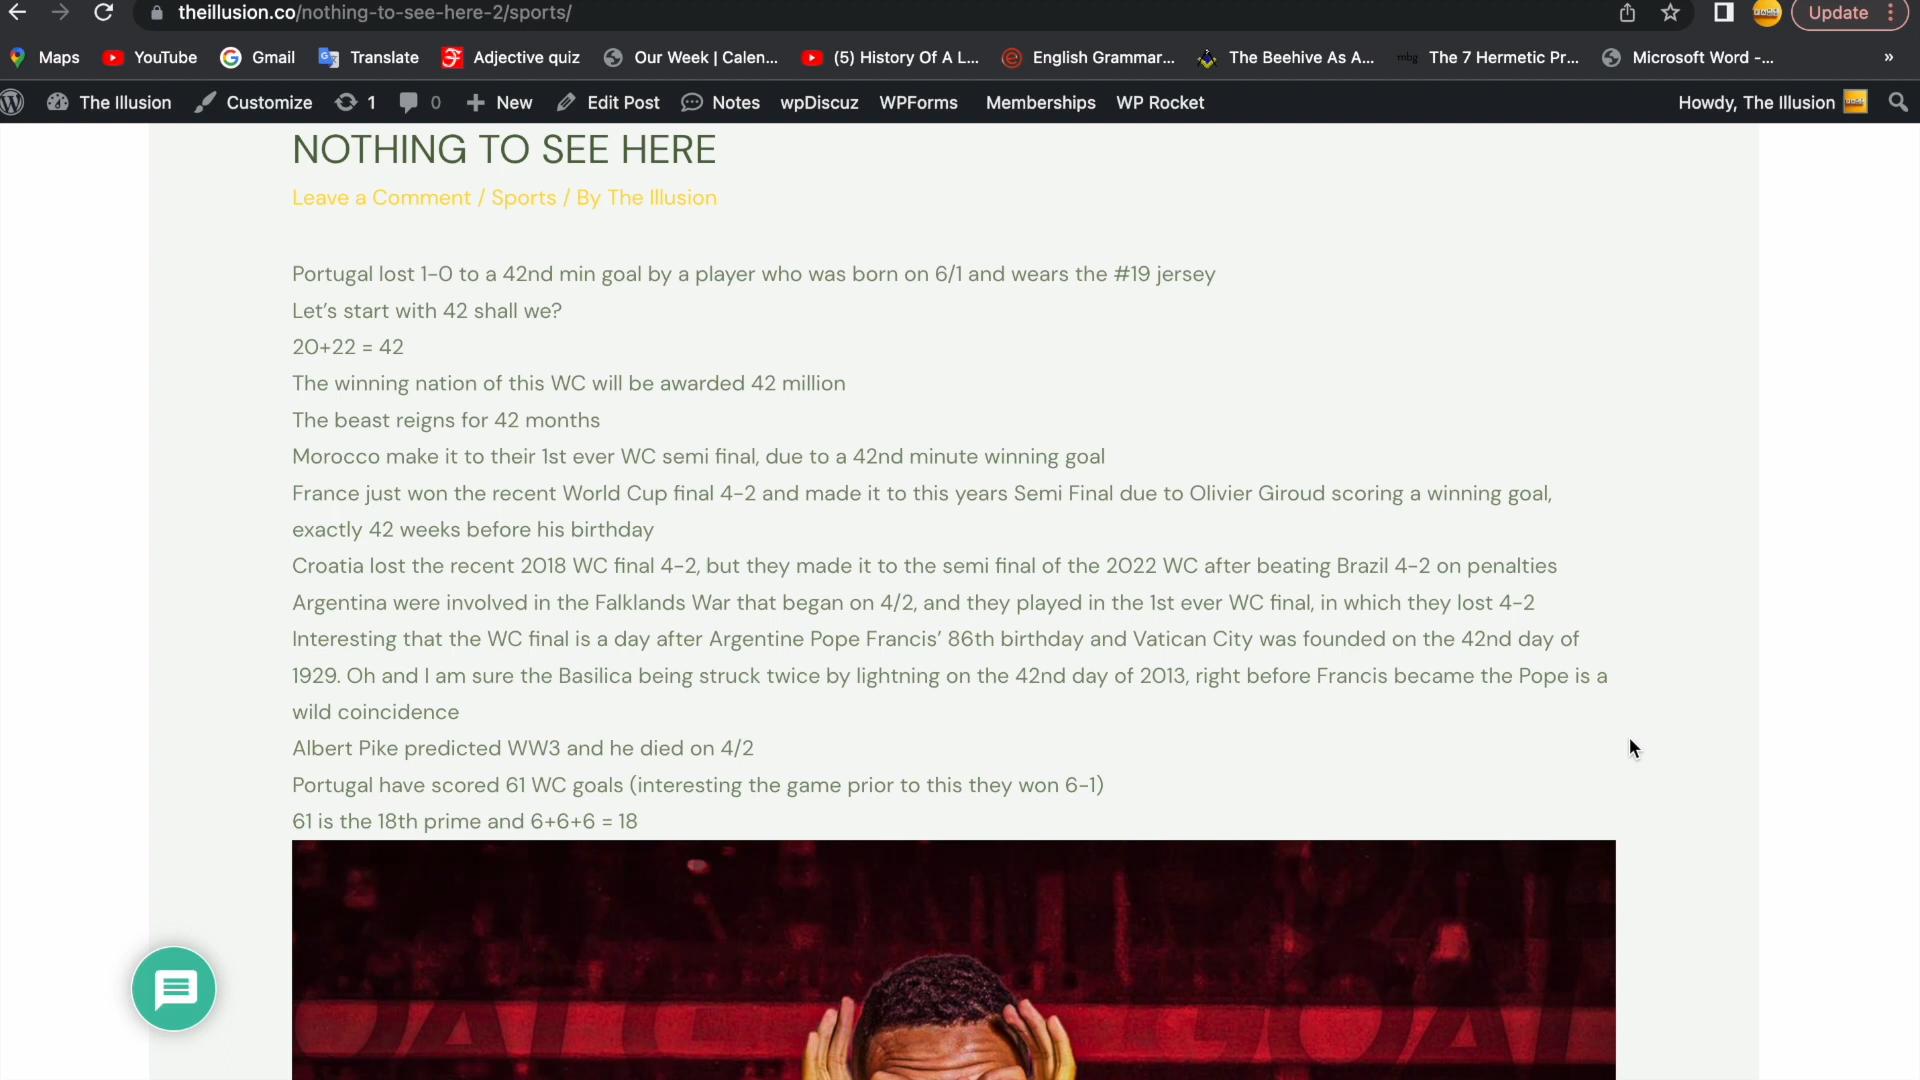 theillusion.co/nothing-to-see-here-2/sports/
Update
Maps YouTube Gmail Translate Adjective quiz Our Week | Calen... (5) History Of A L... English Grammar... The Beehive As A... mbg The 7 Hermetic Pr... Microsoft Word -... »
The Illusion Customize 1 0 New Edit Post Notes wpDiscuz WPForms Memberships WP Rocket Howdy, The Illusion
NOTHING TO SEE HERE
Leave a Comment / Sports / By The Illusion
Portugal lost 1-0 to a 42nd min goal by a player who was born on 6/1 and wears the #19 jersey
Let's start with 42 shall we?
20+22 = 42
The winning nation of this WC will be awarded 42 million
The beast reigns for 42 months
Morocco make it to their 1st ever WC semi final, due to a 42nd minute winning goal
France just won the recent World Cup final 4-2 and made it to this years Semi Final due to Olivier Giroud scoring a winning goal,
exactly 42 weeks before his birthday
Croatia lost the recent 2018 WC final 4-2, but they made it to the semi final of the 2022 WC after beating Brazil 4-2 on penalties
Argentina were involved in the Falklands War that began on 4/2, and they played in the 1st ever WC final, in which they lost 4-2
Interesting that the WC final is a day after Argentine Pope Francis' 86th birthday and Vatican City was founded on the 42nd day of
1929. Oh and I am sure the Basilica being struck twice by lightning on the 42nd day of 2013, right before Francis became the Pope is a
wild coincidence
Albert Pike predicted WW3 and he died on 4/2
Portugal have scored 61 WC goals (interesting the game prior to this they won 6-1)
61 is the 18th prime and 6+6+6 = 18